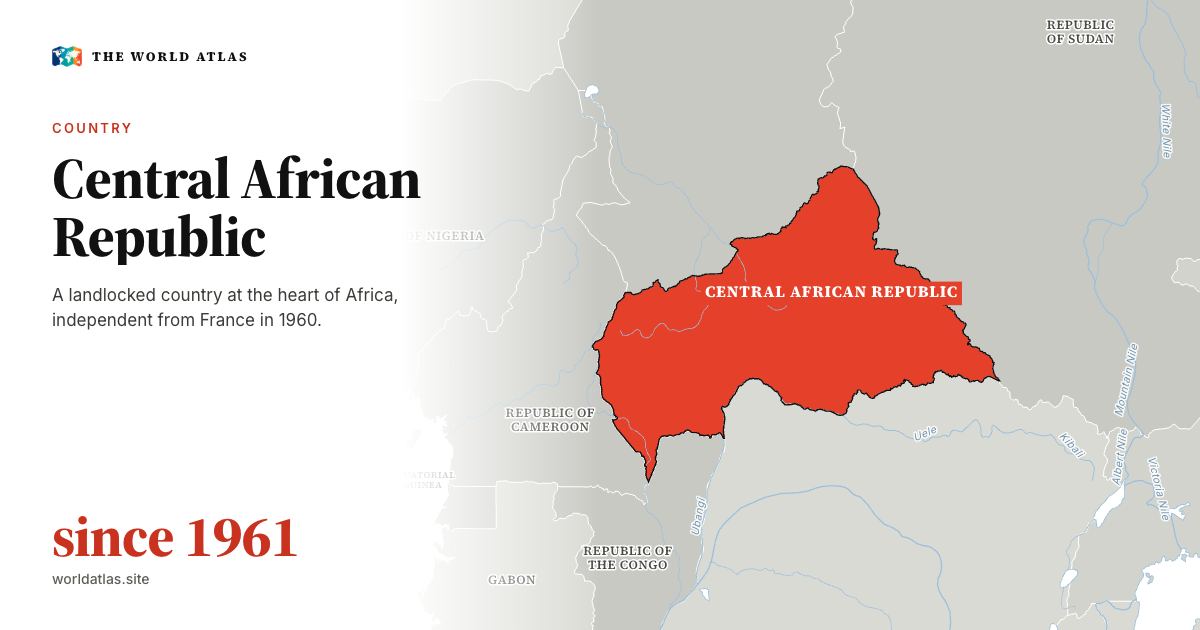 THE WORLD ATLAS
COUNTRY
Central African
Republic
A landlocked country at the heart of Africa,
independent from France in 1960.
since 1961
worldatlas.site
REPUBLIC
OF SUDAN
White Nile
OF NIGERIA
CENTRAL AFRICAN REPUBLIC
REPUBLIC OF
CAMEROON
Mountain Nile
Uele
Kibali
Albert Nile
Victoria Nile
Ubangi
REPUBLIC OF
THE CONGO
GABON